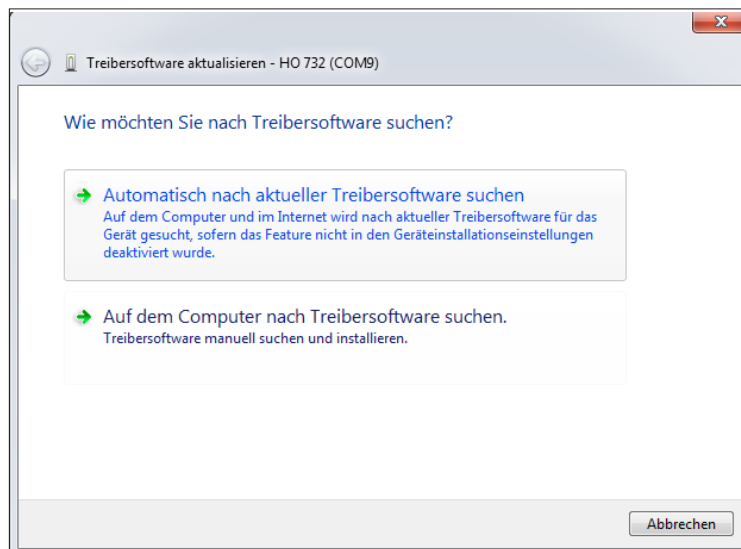 Treibersoftware aktualisieren - HO 732 (COM9)
Wie möchten Sie nach Treibersoftware suchen?
Automatisch nach aktueller Treibersoftware suchen
Auf dem Computer und im Internet wird nach aktueller Treibersoftware für das
Gerät gesucht, sofern das Feature nicht in den Geräteinstallationseinstellungen
deaktiviert wurde.
Auf dem Computer nach Treibersoftware suchen.
Treibersoftware manuell suchen und installieren.
Abbrechen